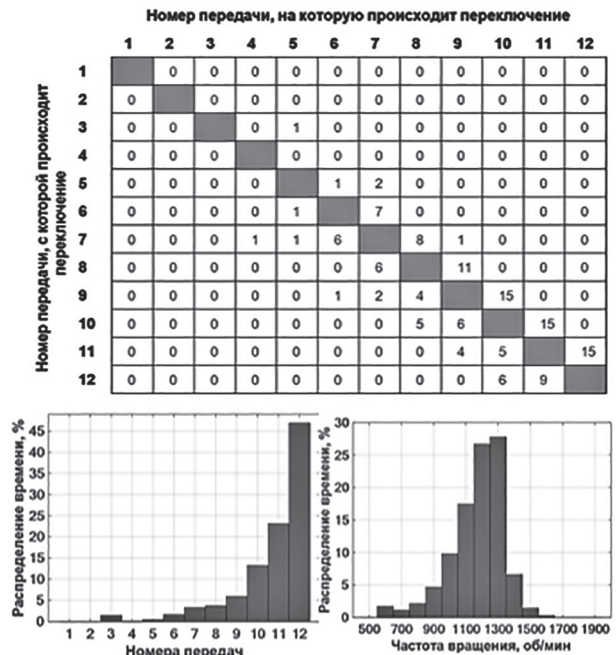 Номер передачи, на которую происходит переключение
1 2 3 4 5 6 7 8 9 10 11 12
Номер передачи, с которой происходит
переключение
1 0 0 0 0 0 0 0 0 0 0 0
2 0 0 0 0 0 0 0 0 0 0 0
3 0 0 0 1 0 0 0 0 0 0 0
4 0 0 0 0 0 0 0 0 0 0 0
5 0 0 0 0 1 2 0 0 0 0 0
6 0 0 0 0 1 7 0 0 0 0 0
7 0 0 0 1 1 6 8 1 0 0 0
8 0 0 0 0 0 0 6 11 0 0 0
9 0 0 0 0 0 1 2 4 15 0 0
10 0 0 0 0 0 0 0 5 6 15 0
11 0 0 0 0 0 0 0 0 4 5 15
12 0 0 0 0 0 0 0 0 0 6 9
Распределение времени, %
45
40
35
30
25
20
15
10
5
0
1 2 3 4 5 6 7 8 9 10 11 12
Номера передач
Распределение времени, %
30
25
20
15
10
5
0
500 700 900 1100 1300 1500 1700 1900
Частота вращения, об/мин